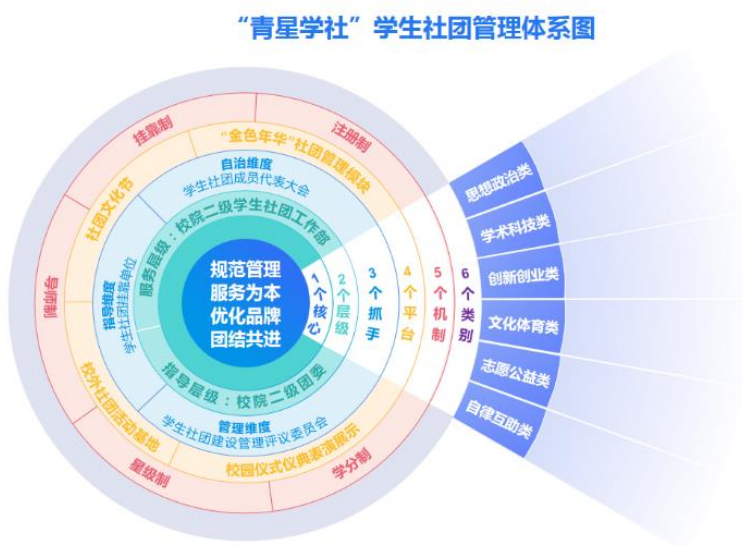 “青星学社”学生社团管理体系图
规范管理
服务为本
优化品牌
团结共进
1个核心
2个层级
3个抓手
4个平台
5个机制
6个类别
服务层级：校院二级学生社团工作部
指导层级：校院二级团委
自治维度
学生社团成员代表大会
指导维度
学生社团挂靠单位
管理维度
学生社团建设管理评议委员会
“金色年华”社团管理模块
社团文化节
校外社团活动基地
校园仪式仪典表演展示
注册制
挂靠制
星级制
学分制
思想政治类
学术科技类
创新创业类
文化体育类
志愿公益类
自律互助类